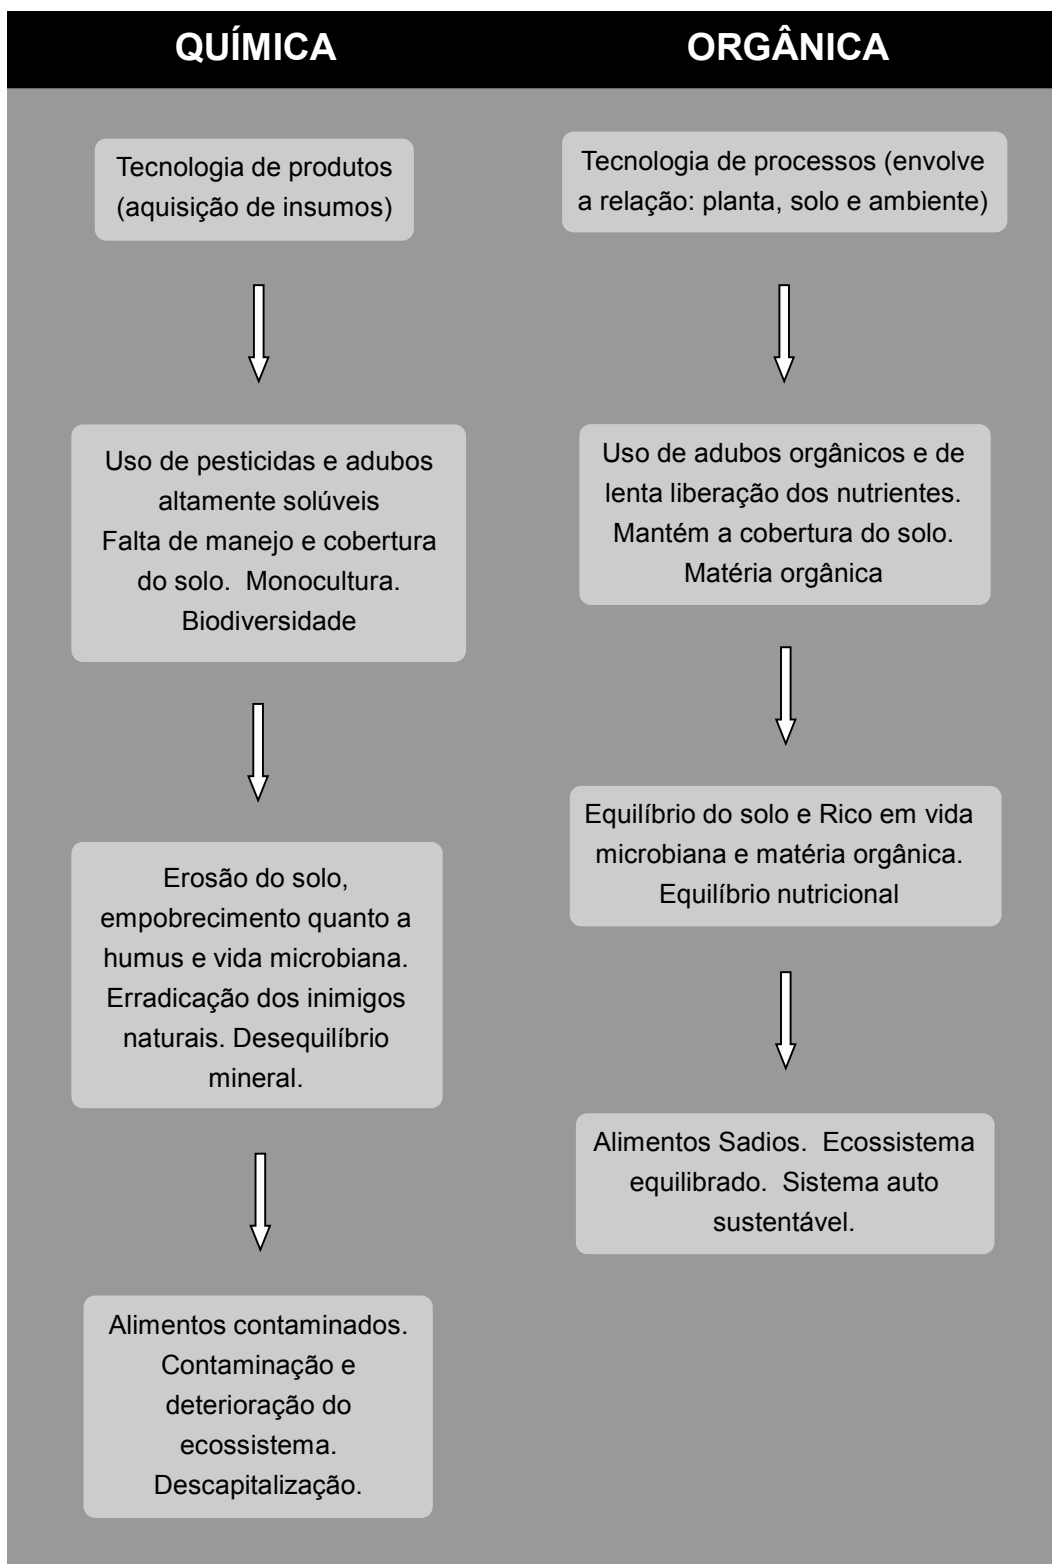 QUÍMICA
ORGÂNICA
Tecnologia de produtos
(aquisição de insumos)
Uso de pesticidas e adubos
altamente solúveis
Falta de manejo e cobertura
do solo.  Monocultura.
Biodiversidade
Erosão do solo,
empobrecimento quanto a
humus e vida microbiana.
Erradicação dos inimigos
naturais. Desequilíbrio
mineral.
Alimentos contaminados.
Contaminação e
deterioração do
ecossistema.
Descapitalização.
Tecnologia de processos (envolve
a relação: planta, solo e ambiente)
Uso de adubos orgânicos e de
lenta liberação dos nutrientes.
Mantém a cobertura do solo.
Matéria orgânica
Equilíbrio do solo e Rico em vida
microbiana e matéria orgânica.
Equilíbrio nutricional
Alimentos Sadios.  Ecossistema
equilibrado.  Sistema auto
sustentável.